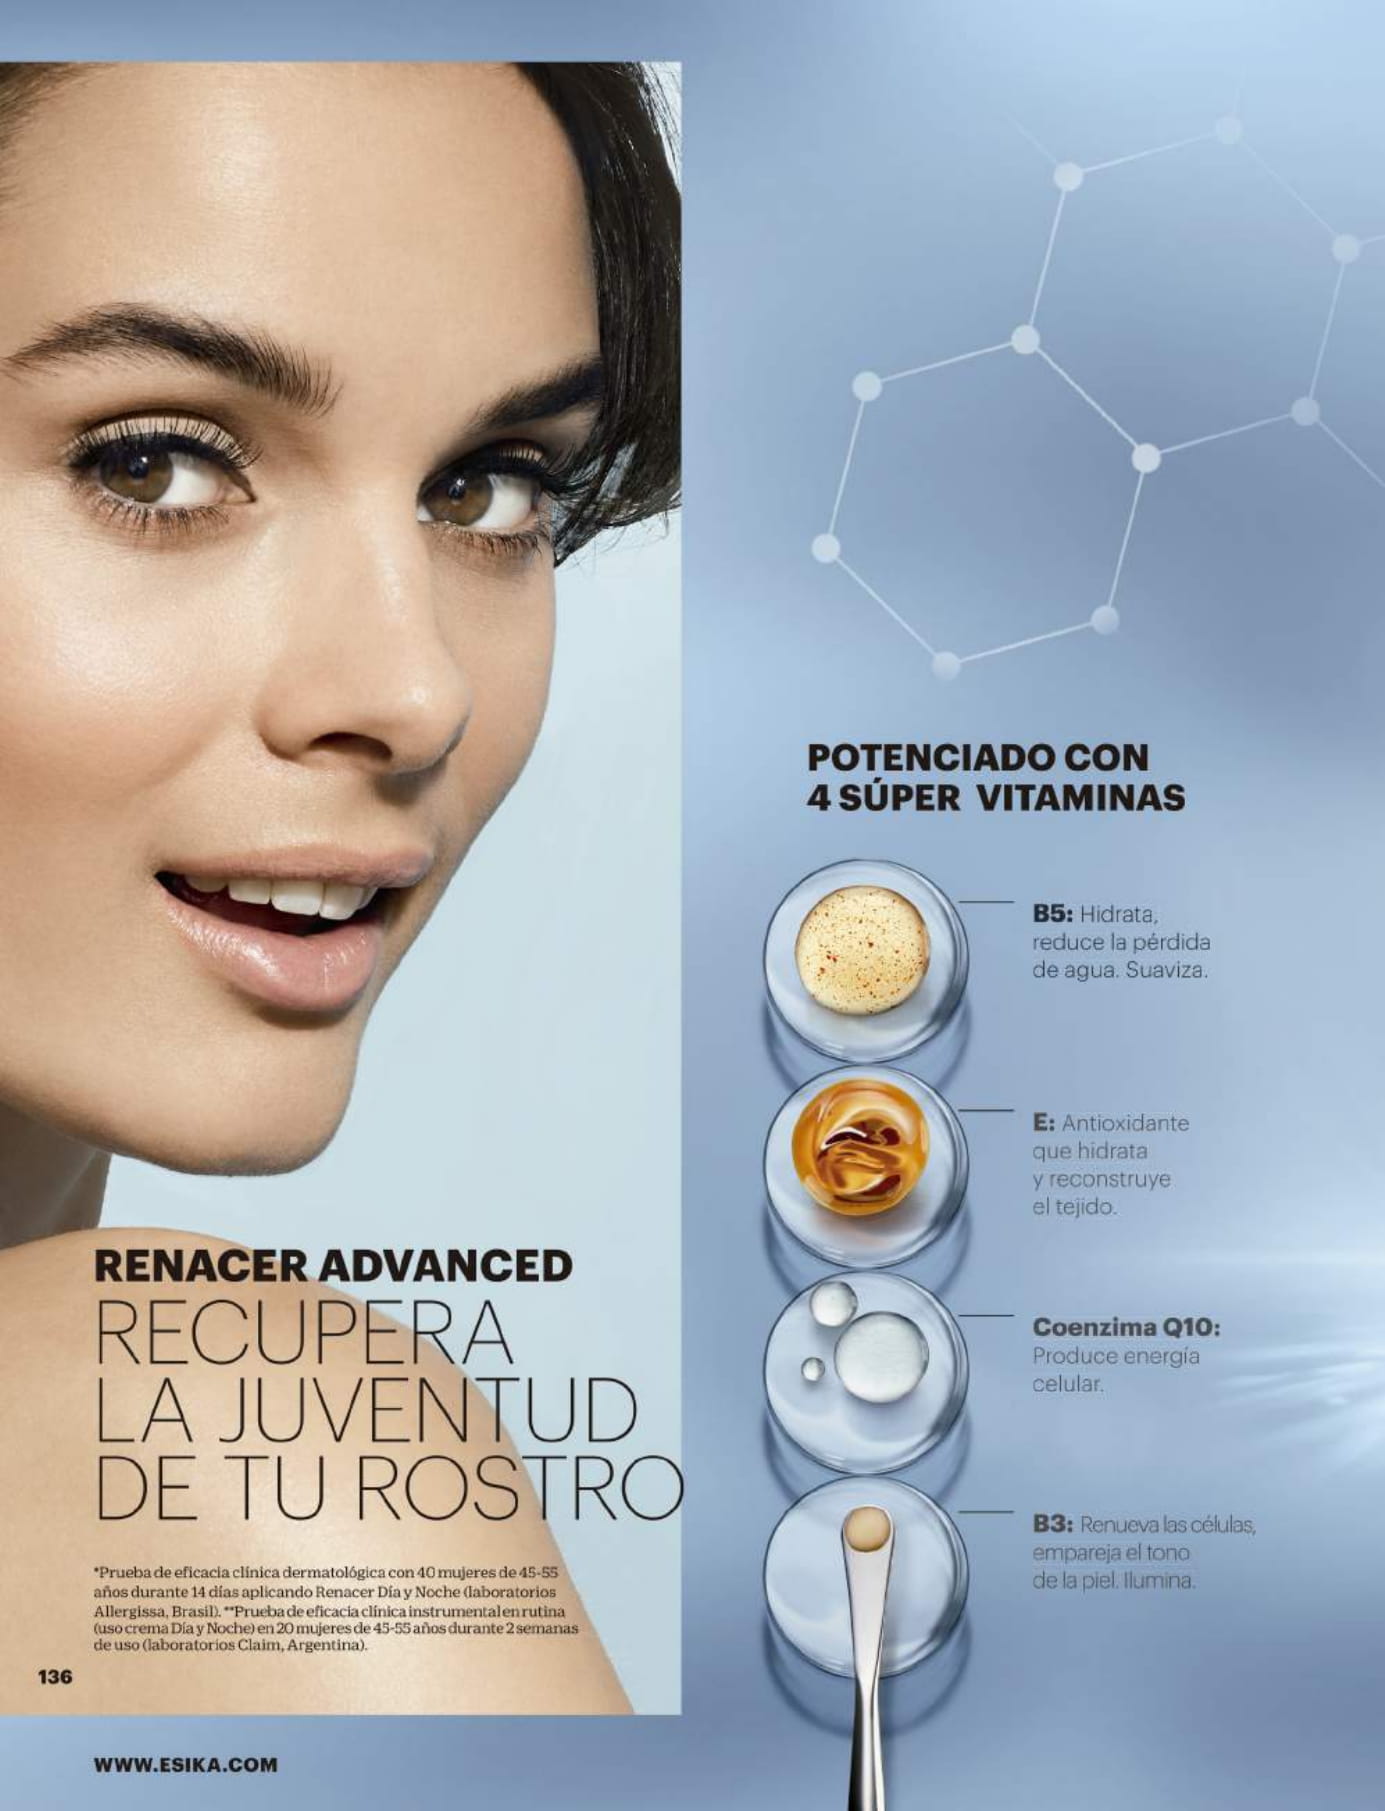 POTENCIADO CON
4 SÚPER VITAMINAS
B5: Hidrata,
reduce la pérdida
de agua. Suaviza.
E: Antioxidante
que hidrata
y reconstruye
el tejido.
Coenzima Q10:
Produce energía
celular.
B3: Renueva las células,
empareja el tono
de la piel. Ilumina.
RENACER ADVANCED
RECUPERA
LA JUVENTUD
DE TU ROSTRO
*Prueba de eficacia clínica dermatológica con 40 mujeres de 45-55
años durante 14 días aplicando Renacer Día y Noche (laboratorios
Allergissa, Brasil). **Prueba de eficacia clínica instrumental en rutina
(uso crema Día y Noche) en 20 mujeres de 45-55 años durante 2 semanas
de uso (laboratorios Claim, Argentina).
136
WWW.ESIKA.COM